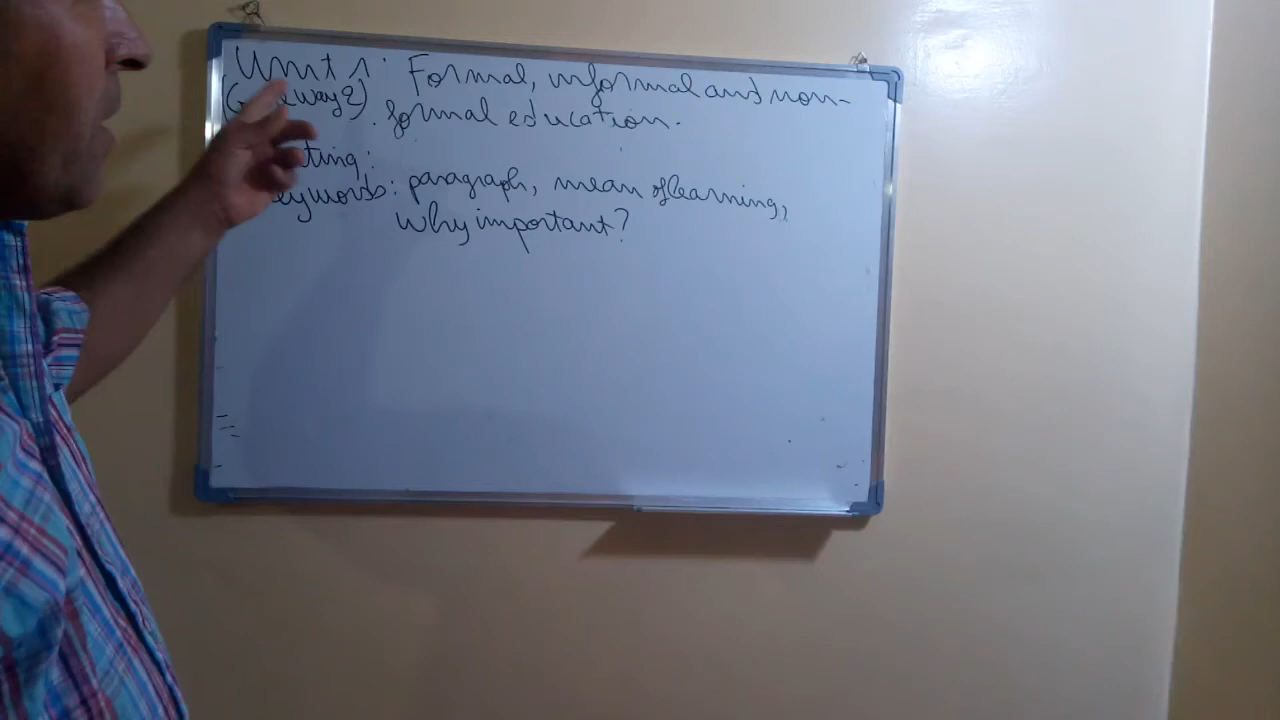 Unit 1: Formal, informal and non-
formal education.
paragraph, mean of learning,
Why important?